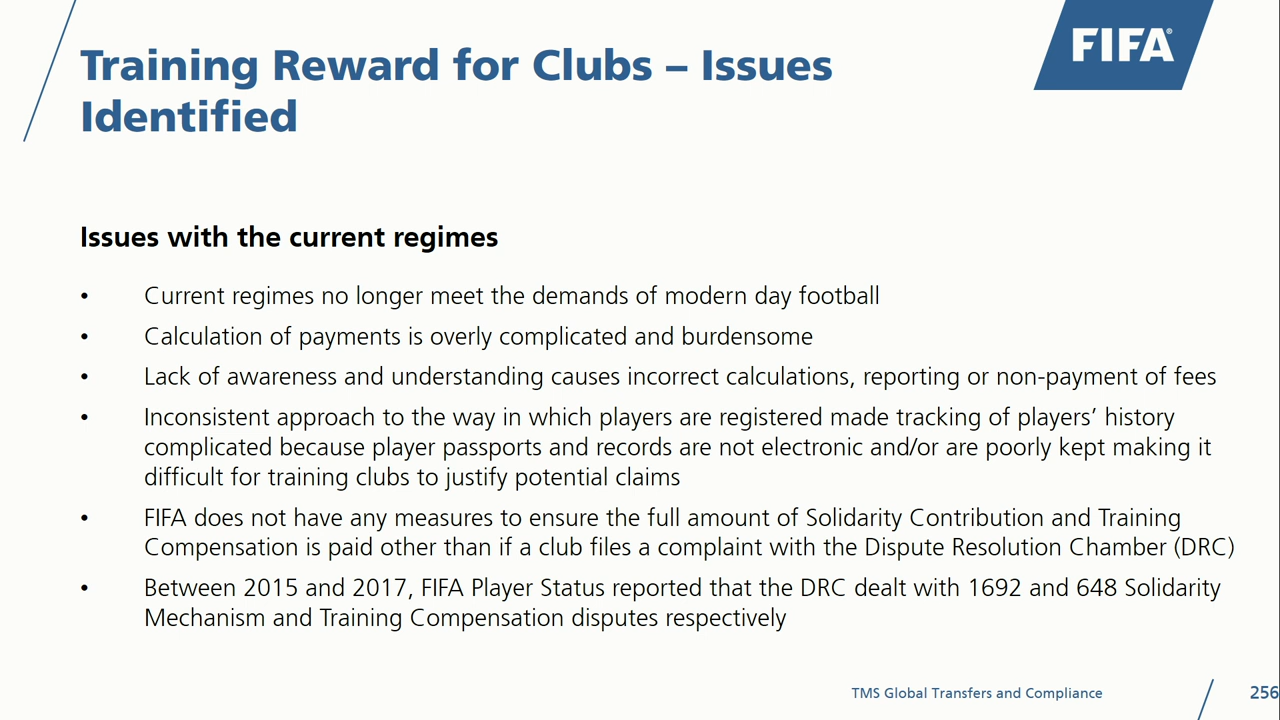 Training Reward for Clubs – Issues
Identified
FIFA®
Issues with the current regimes
• Current regimes no longer meet the demands of modern day football
• Calculation of payments is overly complicated and burdensome
• Lack of awareness and understanding causes incorrect calculations, reporting or non-payment of fees
• Inconsistent approach to the way in which players are registered made tracking of players’ history
complicated because player passports and records are not electronic and/or are poorly kept making it
difficult for training clubs to justify potential claims
• FIFA does not have any measures to ensure the full amount of Solidarity Contribution and Training
Compensation is paid other than if a club files a complaint with the Dispute Resolution Chamber (DRC)
• Between 2015 and 2017, FIFA Player Status reported that the DRC dealt with 1692 and 648 Solidarity
Mechanism and Training Compensation disputes respectively
TMS Global Transfers and Compliance
256